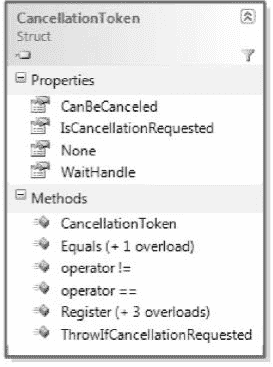 CancellationToken
Struct
Properties
CanBeCanceled
IsCancellationRequested
None
WaitHandle
Methods
CancellationToken
Equals (+ 1 overload)
operator !=
operator ==
Register (+ 3 overloads)
ThrowIfCancellationRequested